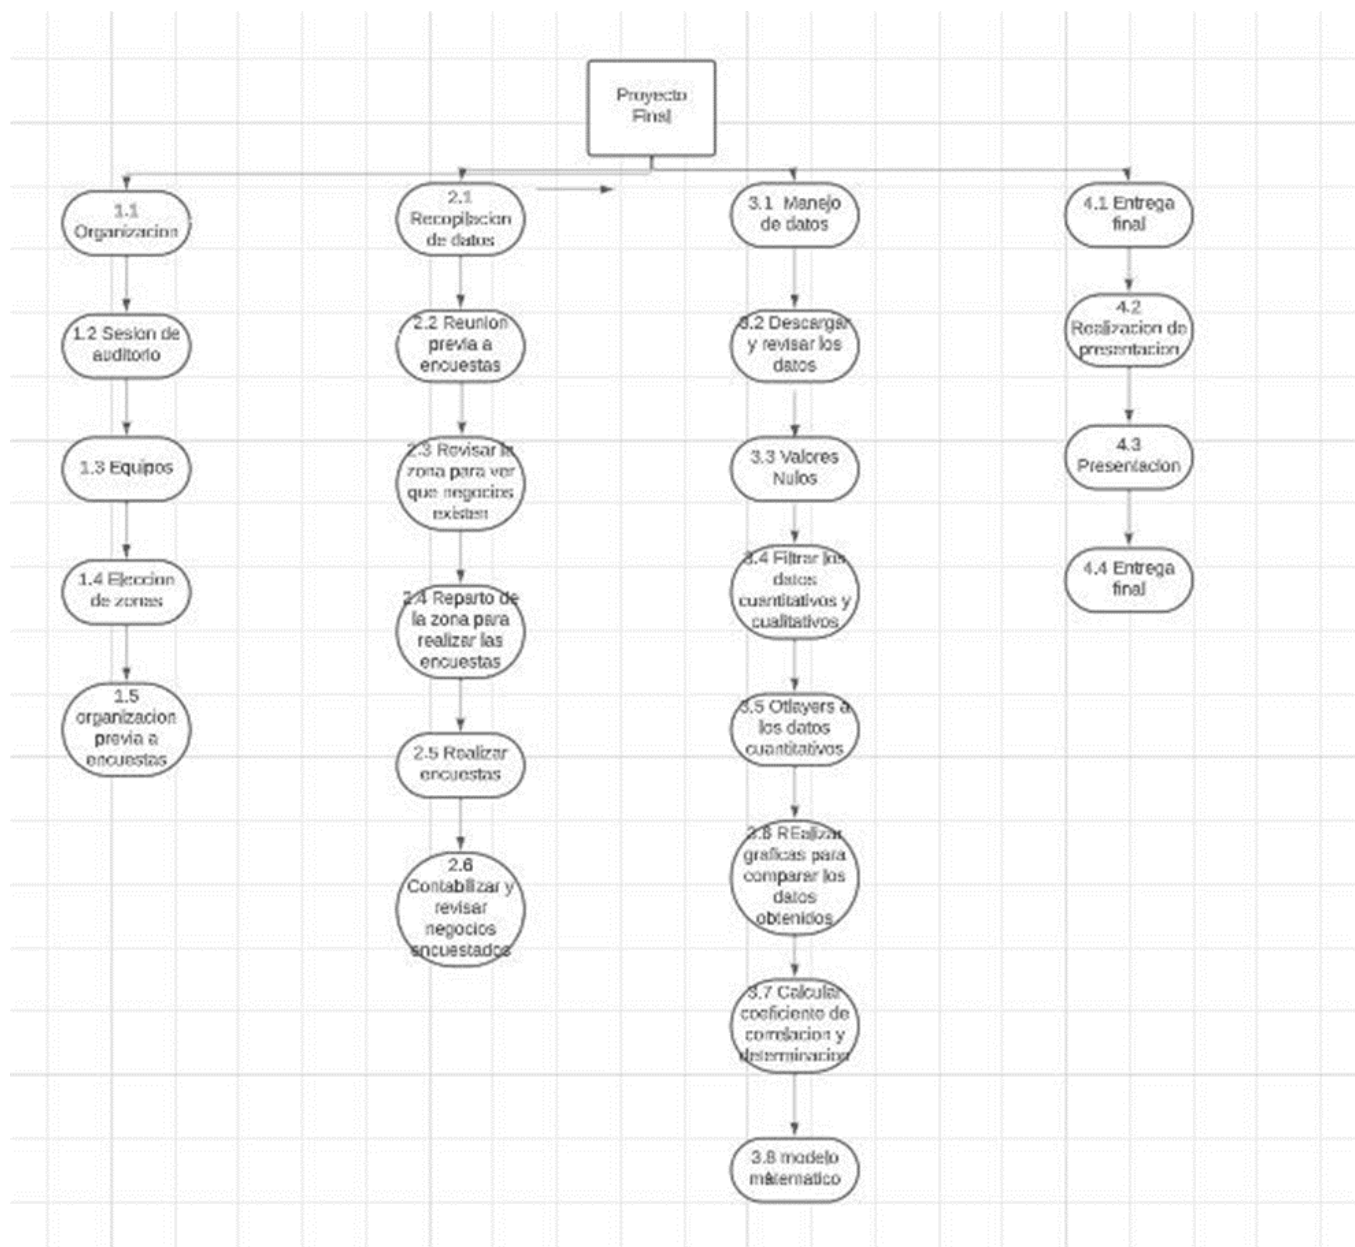 Proyecto
Final
1.1
Organizacion
1.2 Sesion de
auditorio
1.3 Equipos
1.4 Eleccion
de zonas
1.5
organizacion
previa a
encuestas
2.1
Recopilacion
de datos
2.2 Reunion
previa a
encuestas
2.3 Revisar la
zona para ver
que negocios
existen
2.4 Reparto de
la zona para
realizar las
encuestas
2.5 Realizar
encuestas
2.6
Contabilizar y
revisar
negocios
encuestados
3.1 Manejo
de datos
3.2 Descargar
y revisar los
datos
3.3 Valores
Nulos
3.4 Filtrar los
datos
cuantitativos y
cualitativos
3.5 Otlayers a
los datos
cuantitativos
3.6 REalizar
graficas para
comparar los
datos
obtenidos
3.7 Calcular
coeficiente de
correlacion y
determinacion
3.8 modelo
matematico
4.1 Entrega
final
4.2
Realizacion de
presentacion
4.3
Presentacion
4.4 Entrega
final